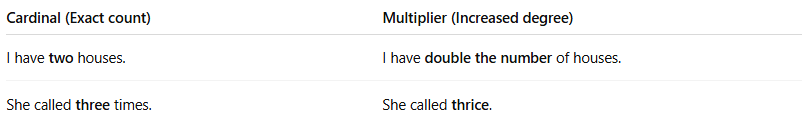 Cardinal (Exact count) Multiplier (Increased degree)
I have two houses. I have double the number of houses.
She called three times. She called thrice.